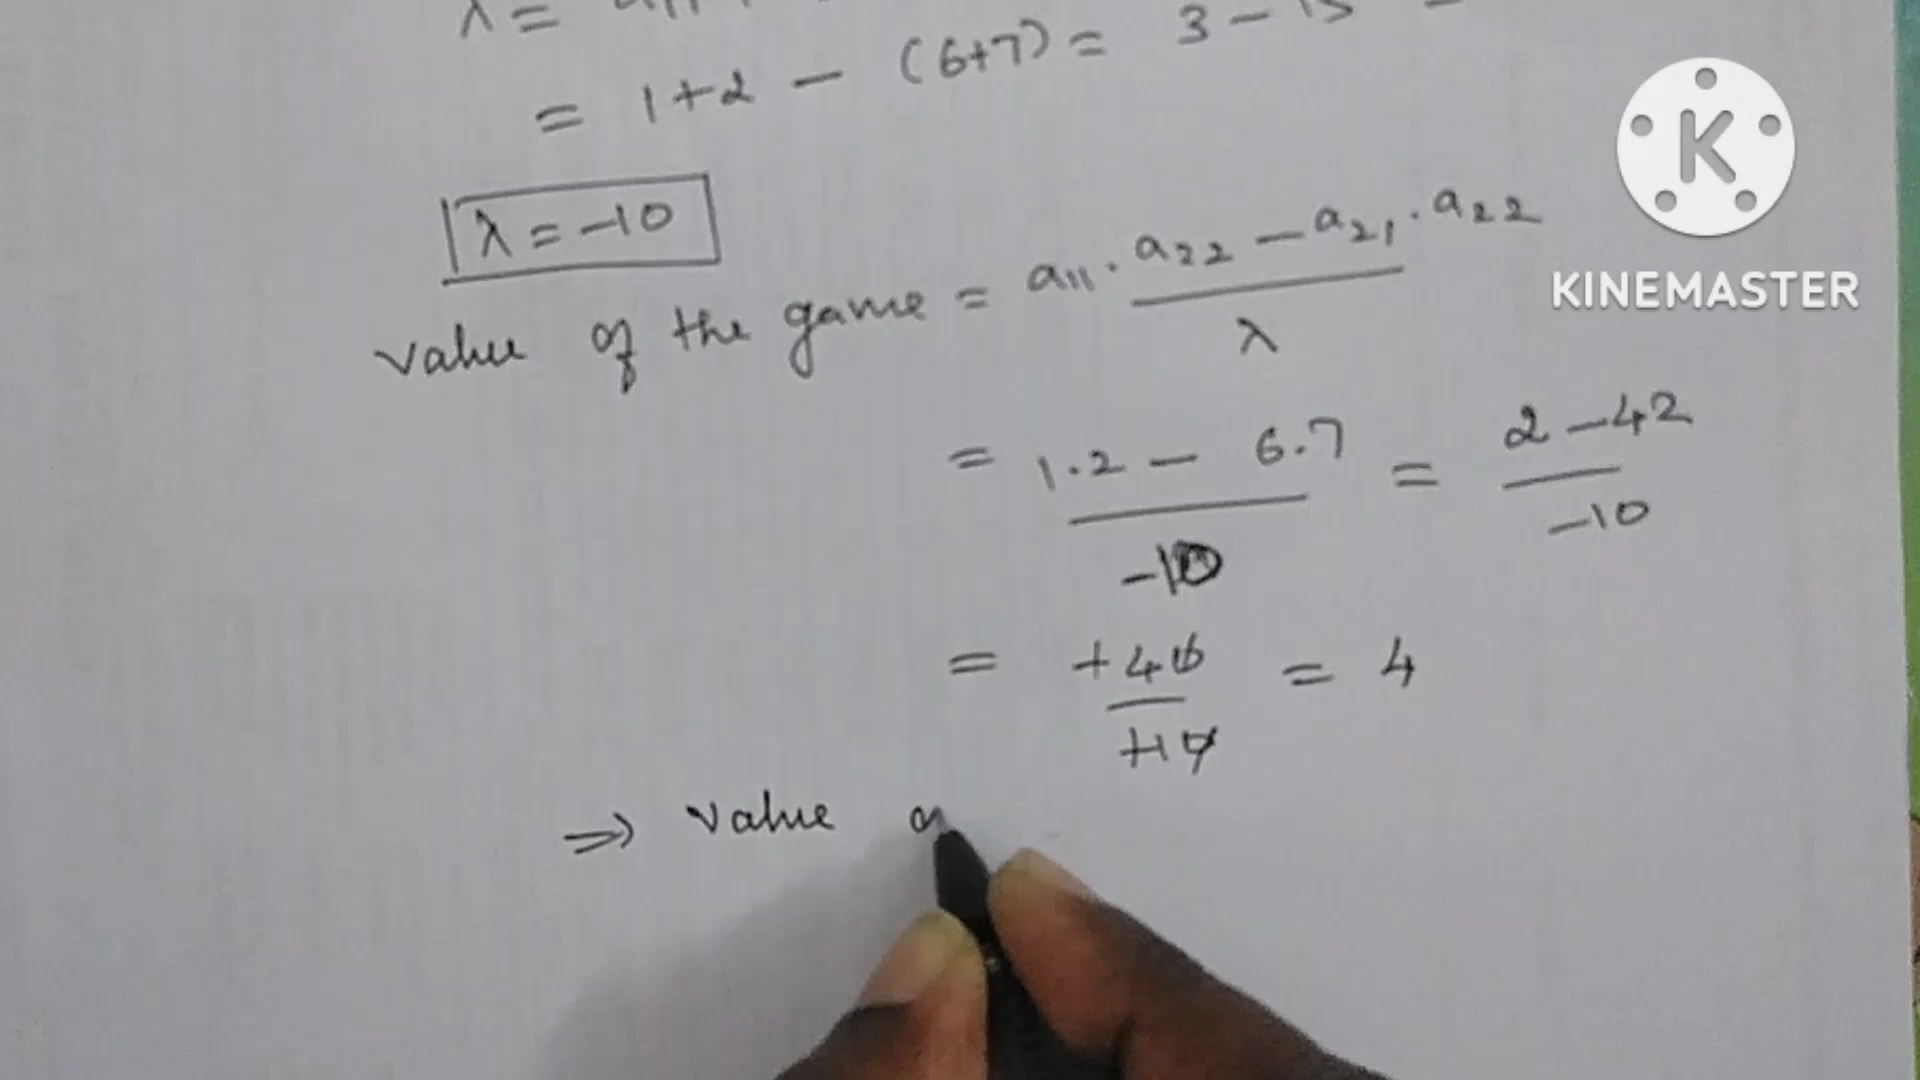 λ =
= 1+2 - (6+7) = 3 - 13
λ = -10
value of the game = a11 . a22 - a21 . a22
λ
= 1.2 - 6.7 = 2 - 42
-10 -10
= +40 = 4
+10
⇒ value o
K
KINEMASTER